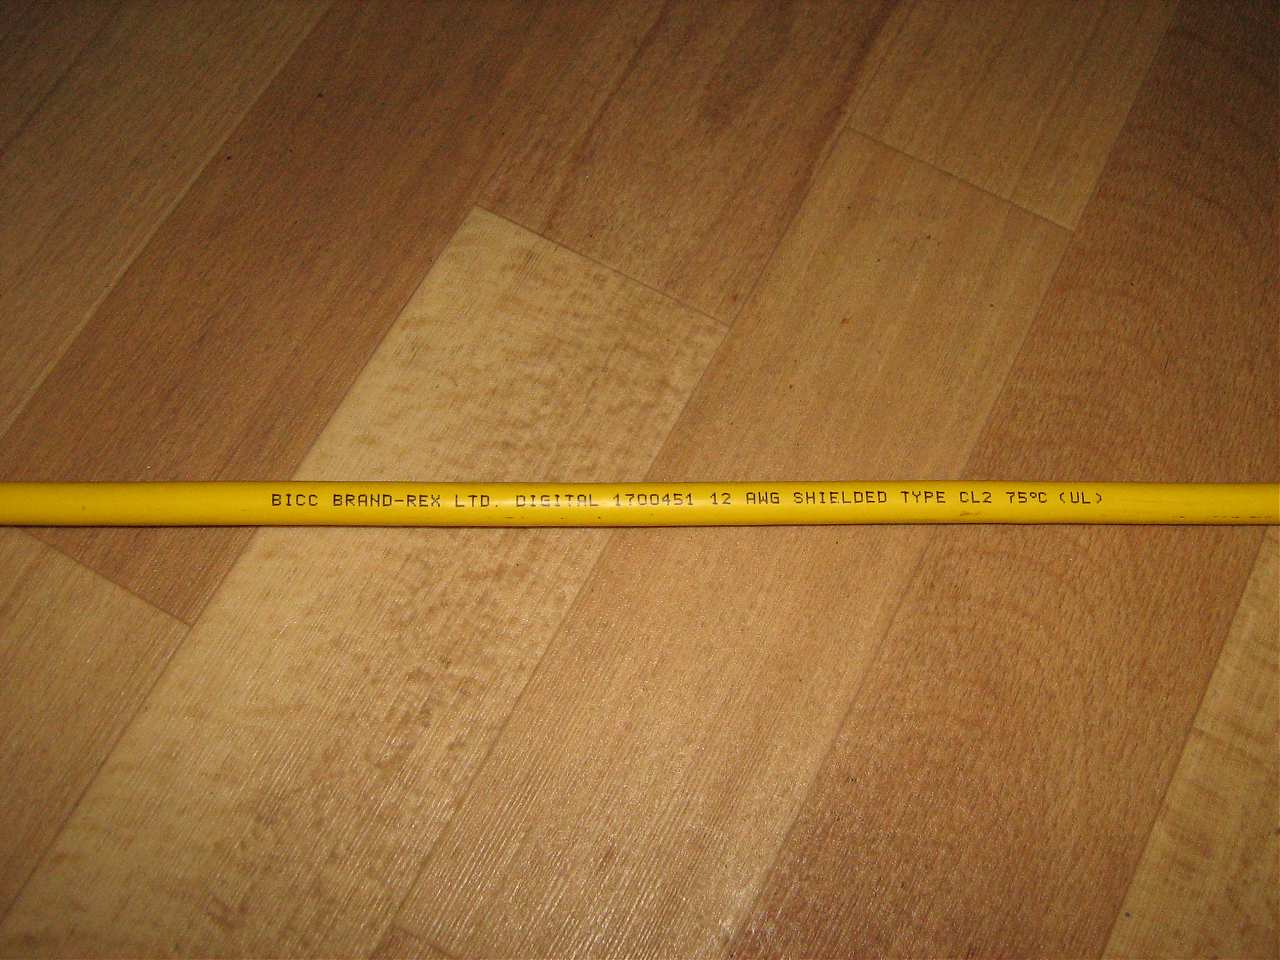 BICC BRAND-REX LTD. DIGITAL 1700451 12 AWG SHIELDED TYPE CL2 75°C (UL)